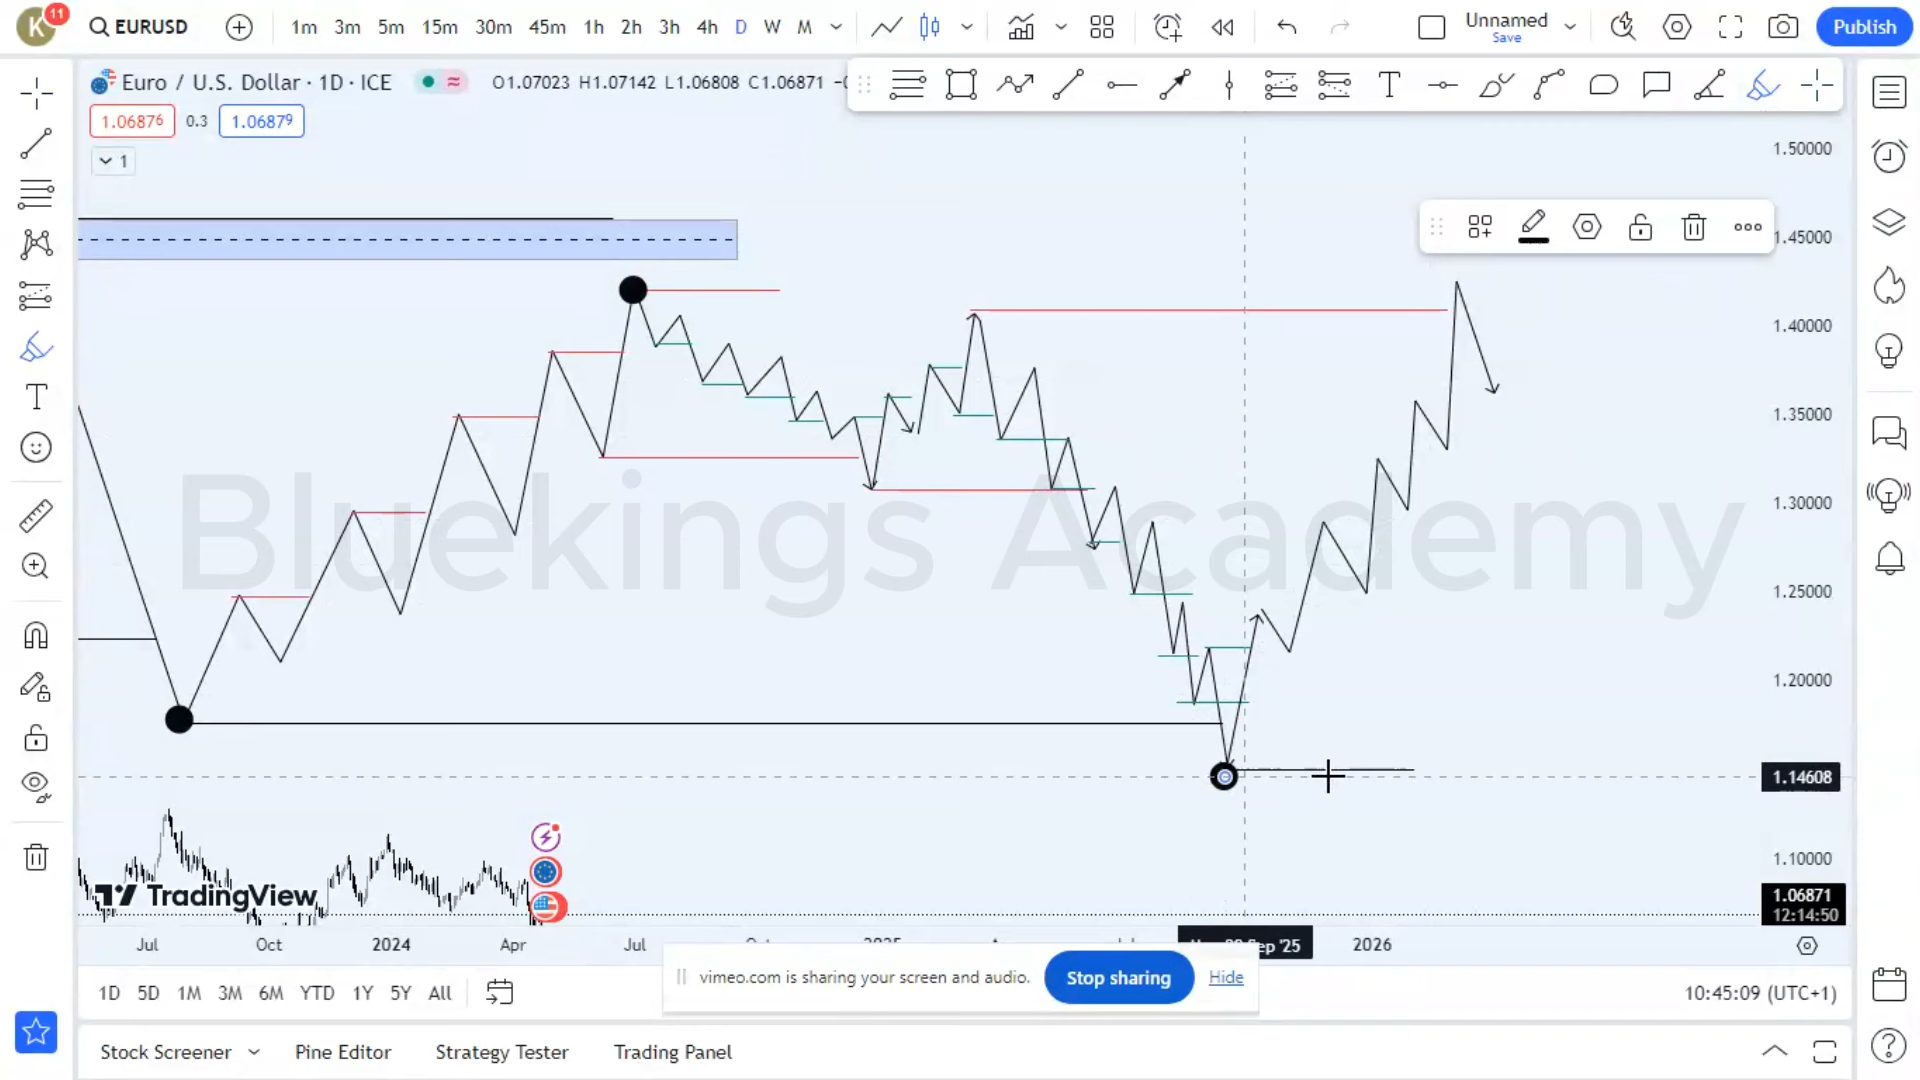 K 11 EURUSD 1m 3m 5m 15m 30m 45m 1h 2h 3h 4h D W M Unnamed Save Publish
Euro / U.S. Dollar · 1D · ICE O1.07023 H1.07142 L1.06808 C1.06871
1.06876 0.3 1.06879
1
1.50000
1.45000
1.40000
1.35000
1.30000
Bluekings Academy
1.25000
1.20000
1.14608
1.10000
TradingView
1.06871
12:14:50
Jul Oct 2024 Apr Jul 2025 Sep '25 2026
vimeo.com is sharing your screen and audio. Stop sharing Hide
1D 5D 1M 3M 6M YTD 1Y 5Y All 10:45:09 (UTC+1)
Stock Screener Pine Editor Strategy Tester Trading Panel